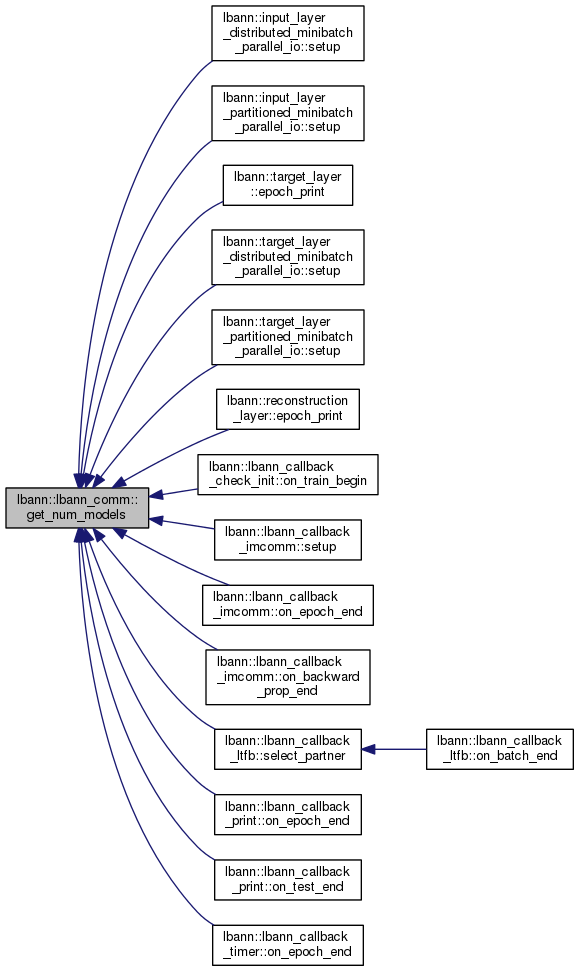 lbann::input_layer
_distributed_minibatch
_parallel_io::setup
lbann::input_layer
_partitioned_minibatch
_parallel_io::setup
lbann::target_layer
::epoch_print
lbann::target_layer
_distributed_minibatch
_parallel_io::setup
lbann::target_layer
_partitioned_minibatch
_parallel_io::setup
lbann::reconstruction
_layer::epoch_print
lbann::lbann_callback
_check_init::on_train_begin
lbann::lbann_comm::
get_num_models
lbann::lbann_callback
_imcomm::setup
lbann::lbann_callback
_imcomm::on_epoch_end
lbann::lbann_callback
_imcomm::on_backward
_prop_end
lbann::lbann_callback
_ltfb::select_partner
lbann::lbann_callback
_ltfb::on_batch_end
lbann::lbann_callback
_print::on_epoch_end
lbann::lbann_callback
_print::on_test_end
lbann::lbann_callback
_timer::on_epoch_end